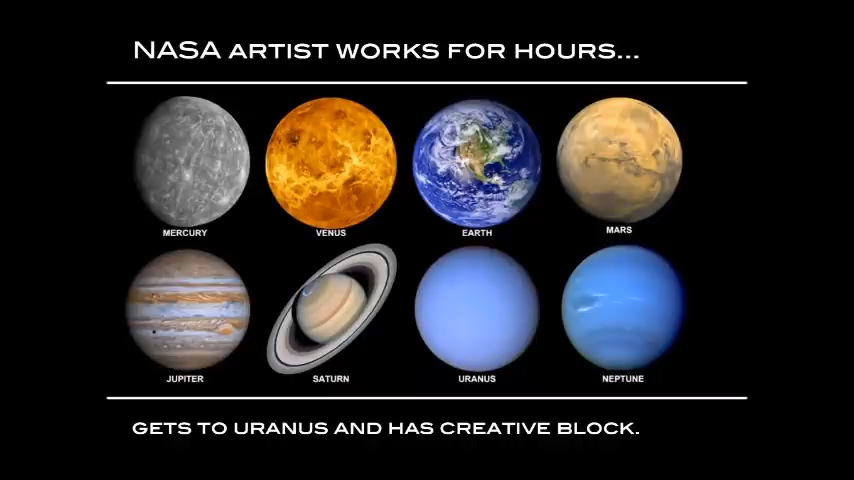 NASA ARTIST WORKS FOR HOURS...
MERCURY VENUS EARTH MARS
JUPITER SATURN URANUS NEPTUNE
GETS TO URANUS AND HAS CREATIVE BLOCK.